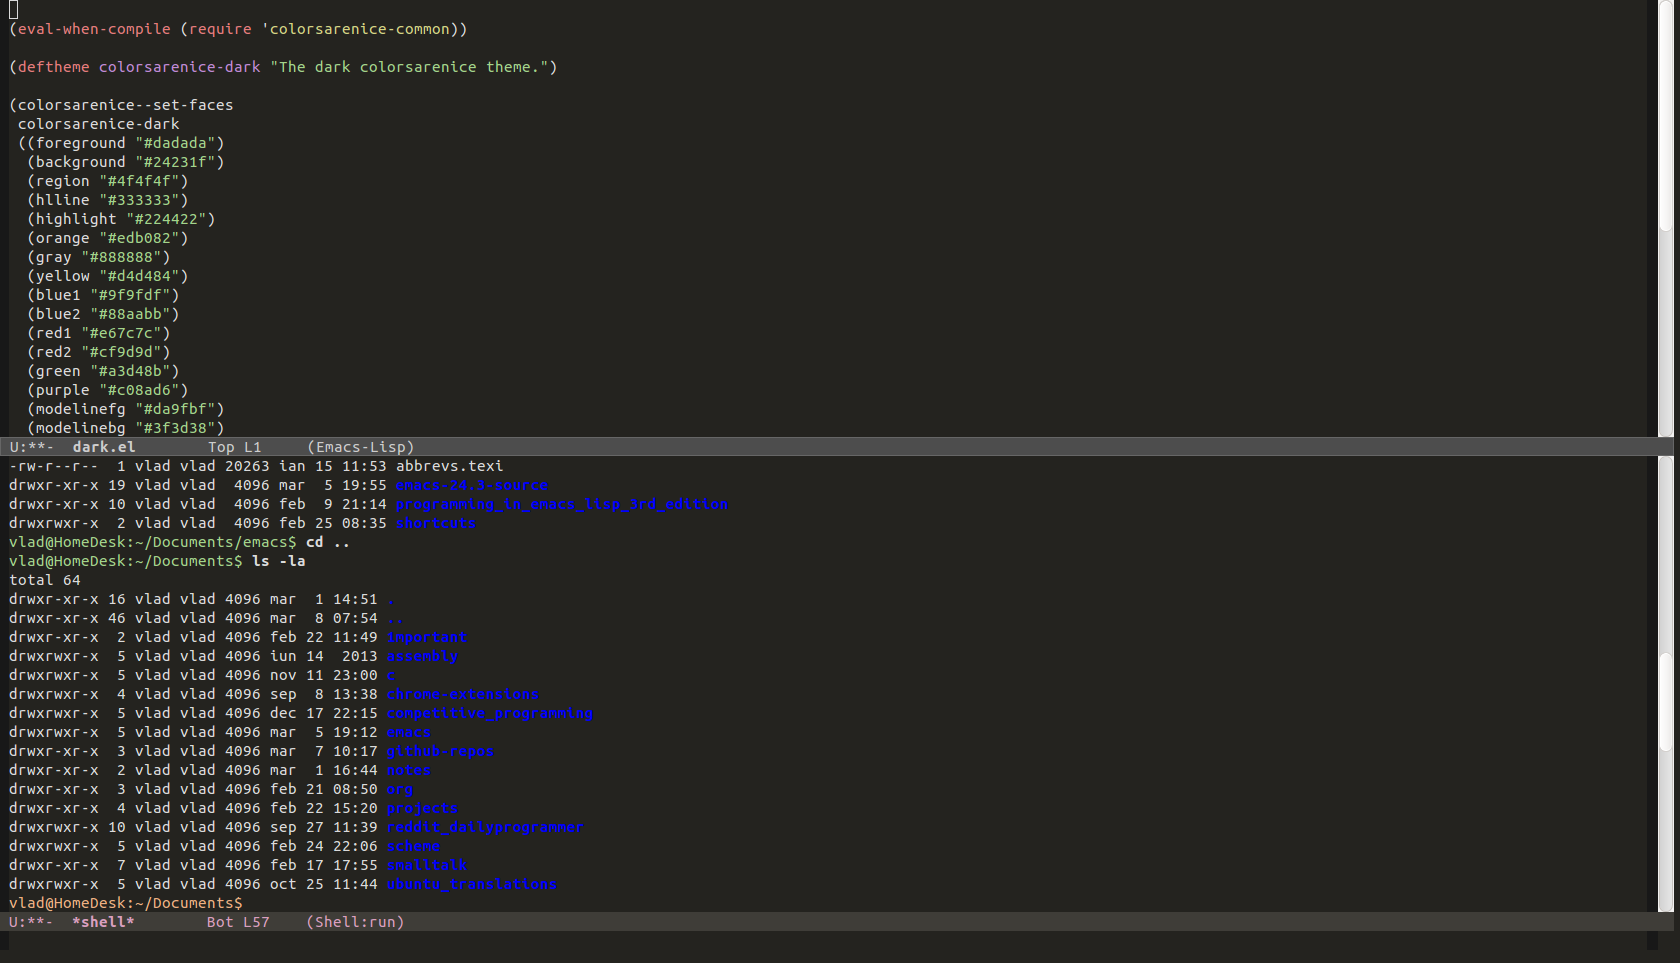 (eval-when-compile (require 'colorsarenice-common))
(deftheme colorsarenice-dark "The dark colorsarenice theme.")
(colorsarenice--set-faces
colorsarenice-dark
((foreground "#dadada")
(background "#24231f")
(region "#4f4f4f")
(hlline "#333333")
(highlight "#224422")
(orange "#edb082")
(gray "#888888")
(yellow "#d4d484")
(blue1 "#9f9fdf")
(blue2 "#88aabb")
(red1 "#e67c7c")
(red2 "#cf9d9d")
(green "#a3d48b")
(purple "#c08ad6")
(modelinefg "#da9fbf")
(modelinebg "#3f3d38")
U:**-  dark.el        Top L1     (Emacs-Lisp)
-rw-r--r--  1 vlad vlad 20263 ian 15 11:53 abbrevs.texi
drwxr-xr-x 19 vlad vlad  4096 mar  5 19:55 emacs-24.3-source
drwxr-xr-x 10 vlad vlad  4096 feb  9 21:14 programming_in_emacs_lisp_3rd_edition
drwxrwxr-x  2 vlad vlad  4096 feb 25 08:35 shortcuts
vlad@HomeDesk:~/Documents/emacs$ cd ..
vlad@HomeDesk:~/Documents$ ls -la
total 64
drwxr-xr-x 16 vlad vlad 4096 mar  1 14:51 .
drwxr-xr-x 46 vlad vlad 4096 mar  8 07:54 ..
drwxr-xr-x  2 vlad vlad 4096 feb 22 11:49 1mportant
drwxrwxr-x  5 vlad vlad 4096 iun 14  2013 assembly
drwxrwxr-x  5 vlad vlad 4096 nov 11 23:00 c
drwxrwxr-x  4 vlad vlad 4096 sep  8 13:38 chrome-extensions
drwxrwxr-x  5 vlad vlad 4096 dec 17 22:15 competitive_programming
drwxrwxr-x  5 vlad vlad 4096 mar  5 19:12 emacs
drwxr-xr-x  3 vlad vlad 4096 mar  7 10:17 github-repos
drwxr-xr-x  2 vlad vlad 4096 mar  1 16:44 notes
drwxr-xr-x  3 vlad vlad 4096 feb 21 08:50 org
drwxr-xr-x  4 vlad vlad 4096 feb 22 15:20 projects
drwxrwxr-x 10 vlad vlad 4096 sep 27 11:39 reddit_dailyprogrammer
drwxrwxr-x  5 vlad vlad 4096 feb 24 22:06 scheme
drwxr-xr-x  7 vlad vlad 4096 feb 17 17:55 smalltalk
drwxrwxr-x  5 vlad vlad 4096 oct 25 11:44 ubuntu_translations
vlad@HomeDesk:~/Documents$
U:**-  *shell*        Bot L57    (Shell:run)